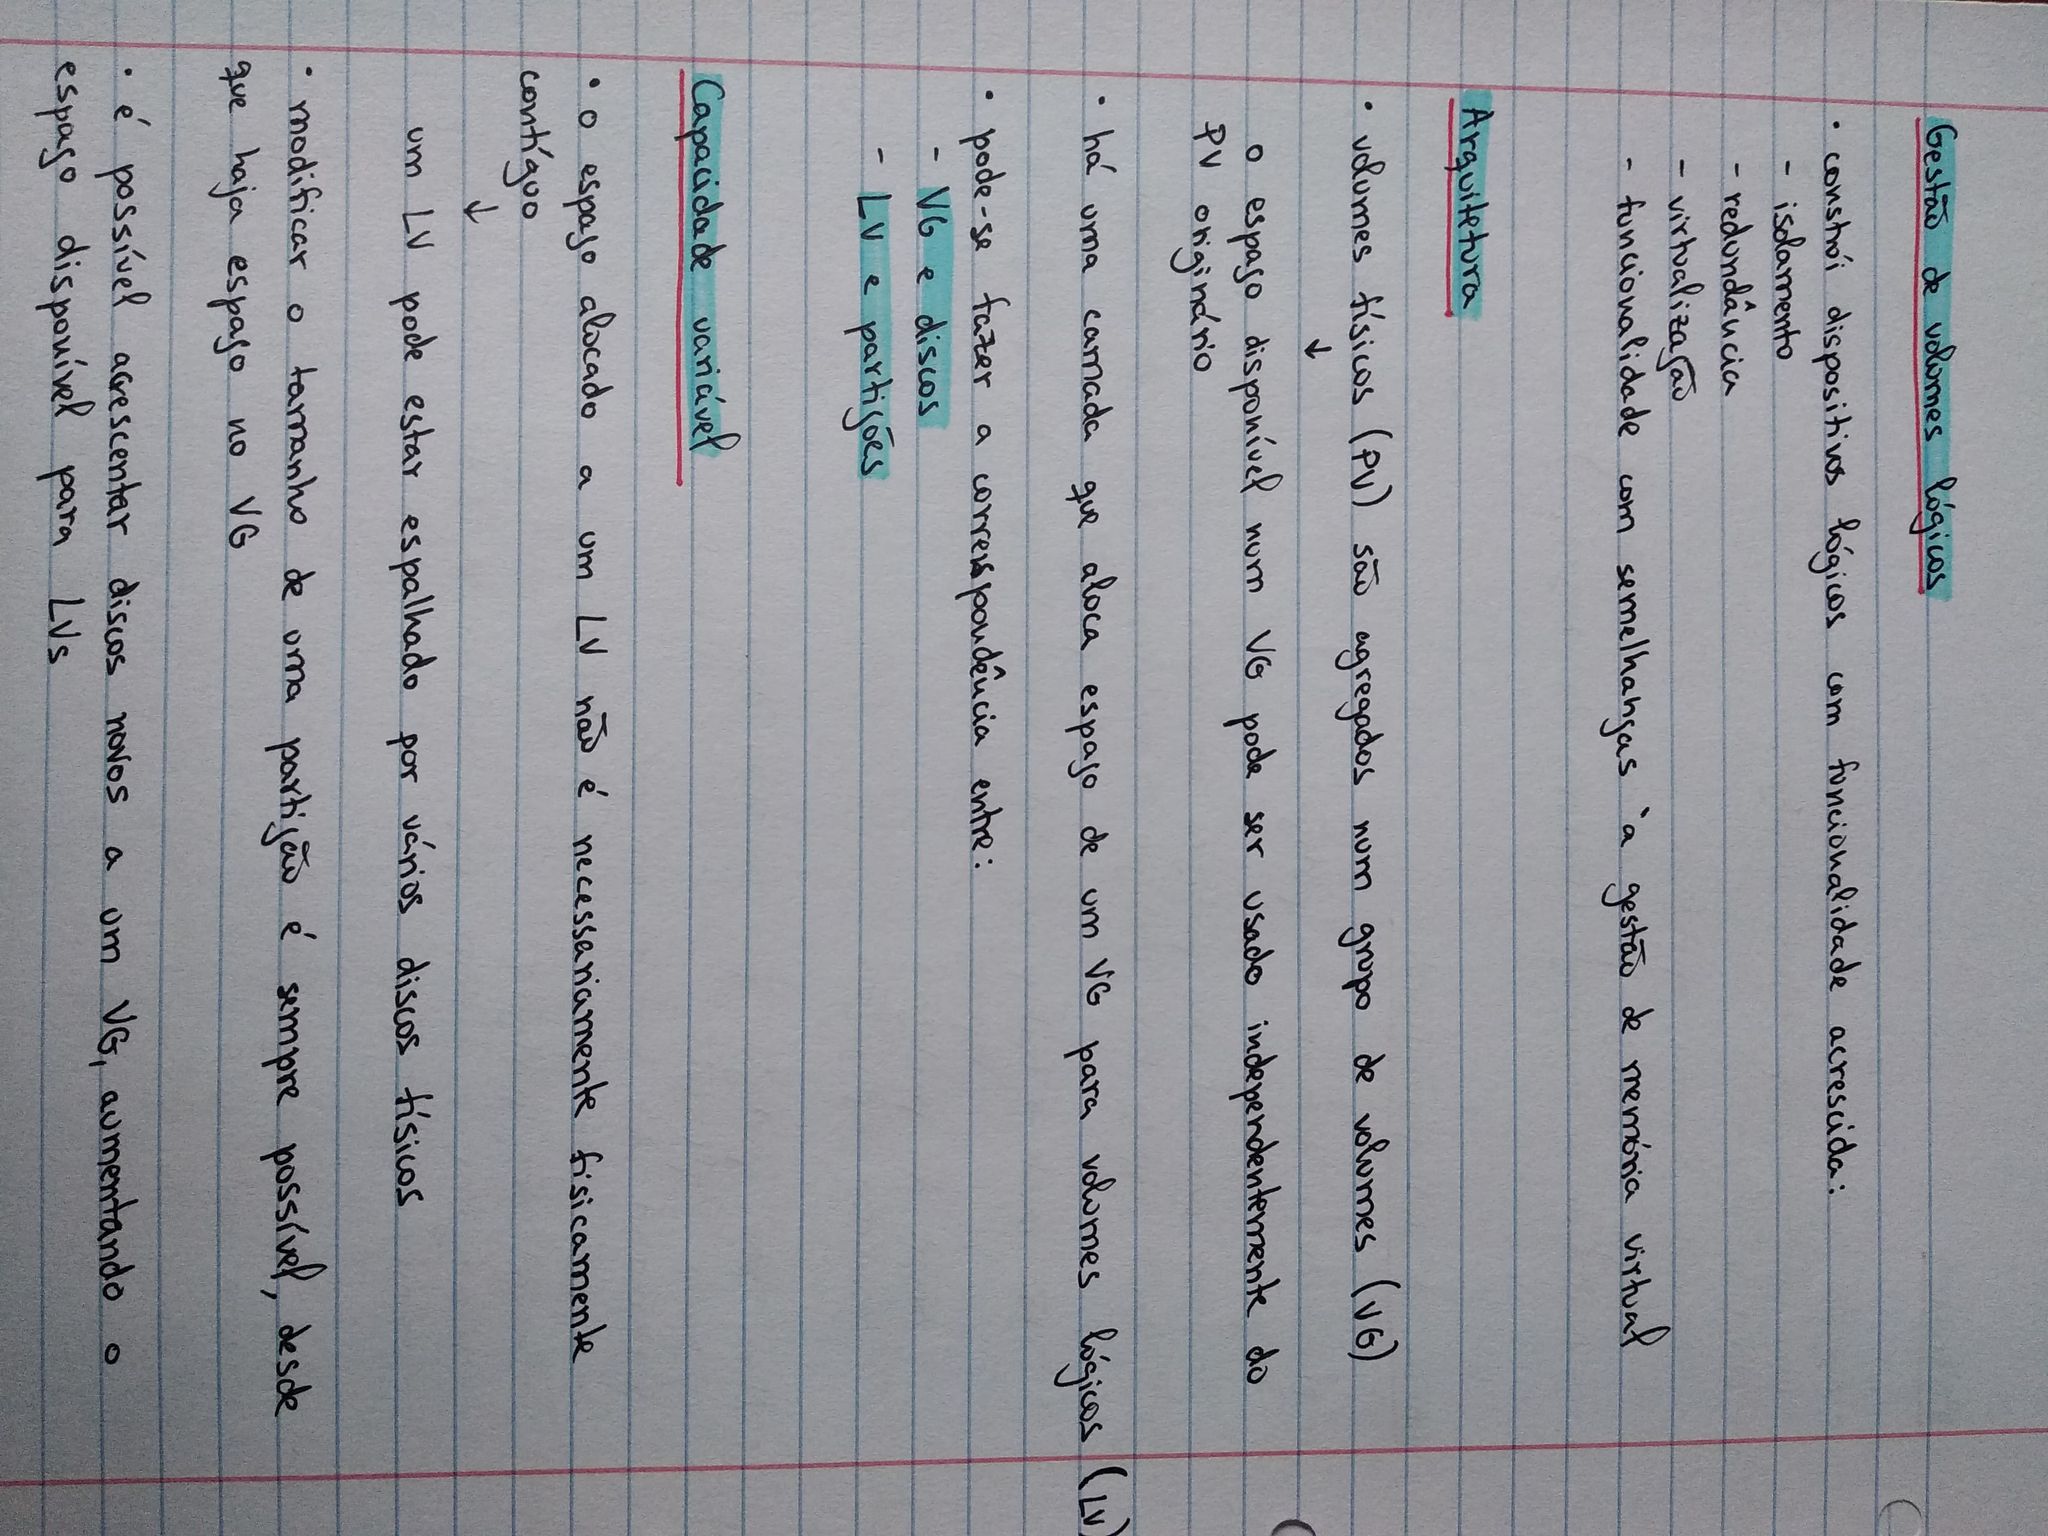 Gestão de volumes lógicos
• constrói dispositivos lógicos com funcionalidade acrescida:
- isolamento
- redundância
- virtualização
- funcionalidade com semelhanças à gestão de memória virtual
Arquitetura
• volumes físicos (PV) são agregados num grupo de volumes (VG)
↓
o espaço disponível num VG pode ser usado independentemente do
PV originário
• há uma camada que aloca espaço de um VG para volumes lógicos (LV)
• pode-se fazer a correspondência entre:
- VG e discos
- LV e partições
Capacidade variável
• o espaço alocado a um LV não é necessariamente fisicamente
contíguo
↓
um LV pode estar espalhado por vários discos físicos
• modificar o tamanho de uma partição é sempre possível, desde
que haja espaço no VG
• é possível acrescentar discos novos a um VG, aumentando o
espaço disponível para LVs